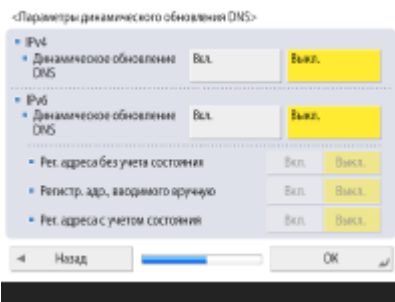 <Параметры динамического обновления DNS>
IPv4
Динамическое обновление Вкл. Выкл.
DNS
IPv6
Динамическое обновление Вкл. Выкл.
DNS
Рег. адреса без учета состояния Вкл. Выкл.
Регистр. адр., вводимого вручную Вкл. Выкл.
Рег. адреса с учетом состояния Вкл. Выкл.
Назад OK